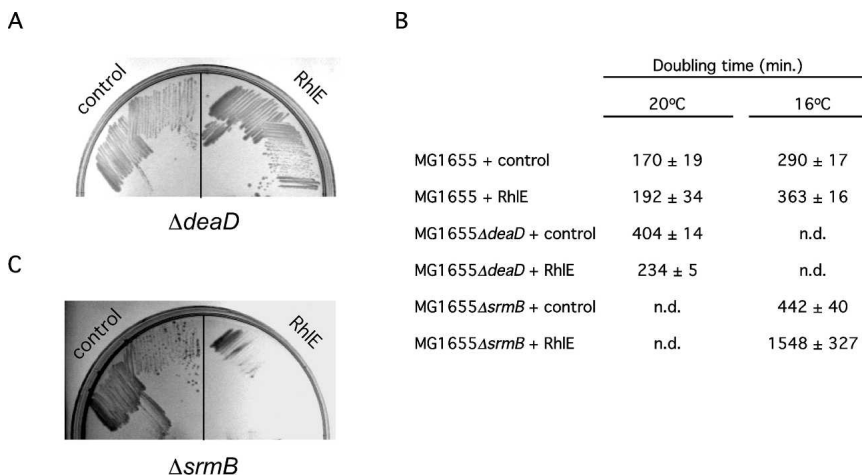 A
control
RhlE
ΔdeaD
B
Doubling time (min.)
20ºC 16ºC
MG1655 + control 170 ± 19 290 ± 17
MG1655 + RhlE 192 ± 34 363 ± 16
MG1655ΔdeaD + control 404 ± 14 n.d.
MG1655ΔdeaD + RhlE 234 ± 5 n.d.
MG1655ΔsrmB + control n.d. 442 ± 40
MG1655ΔsrmB + RhlE n.d. 1548 ± 327
C
control
RhlE
ΔsrmB